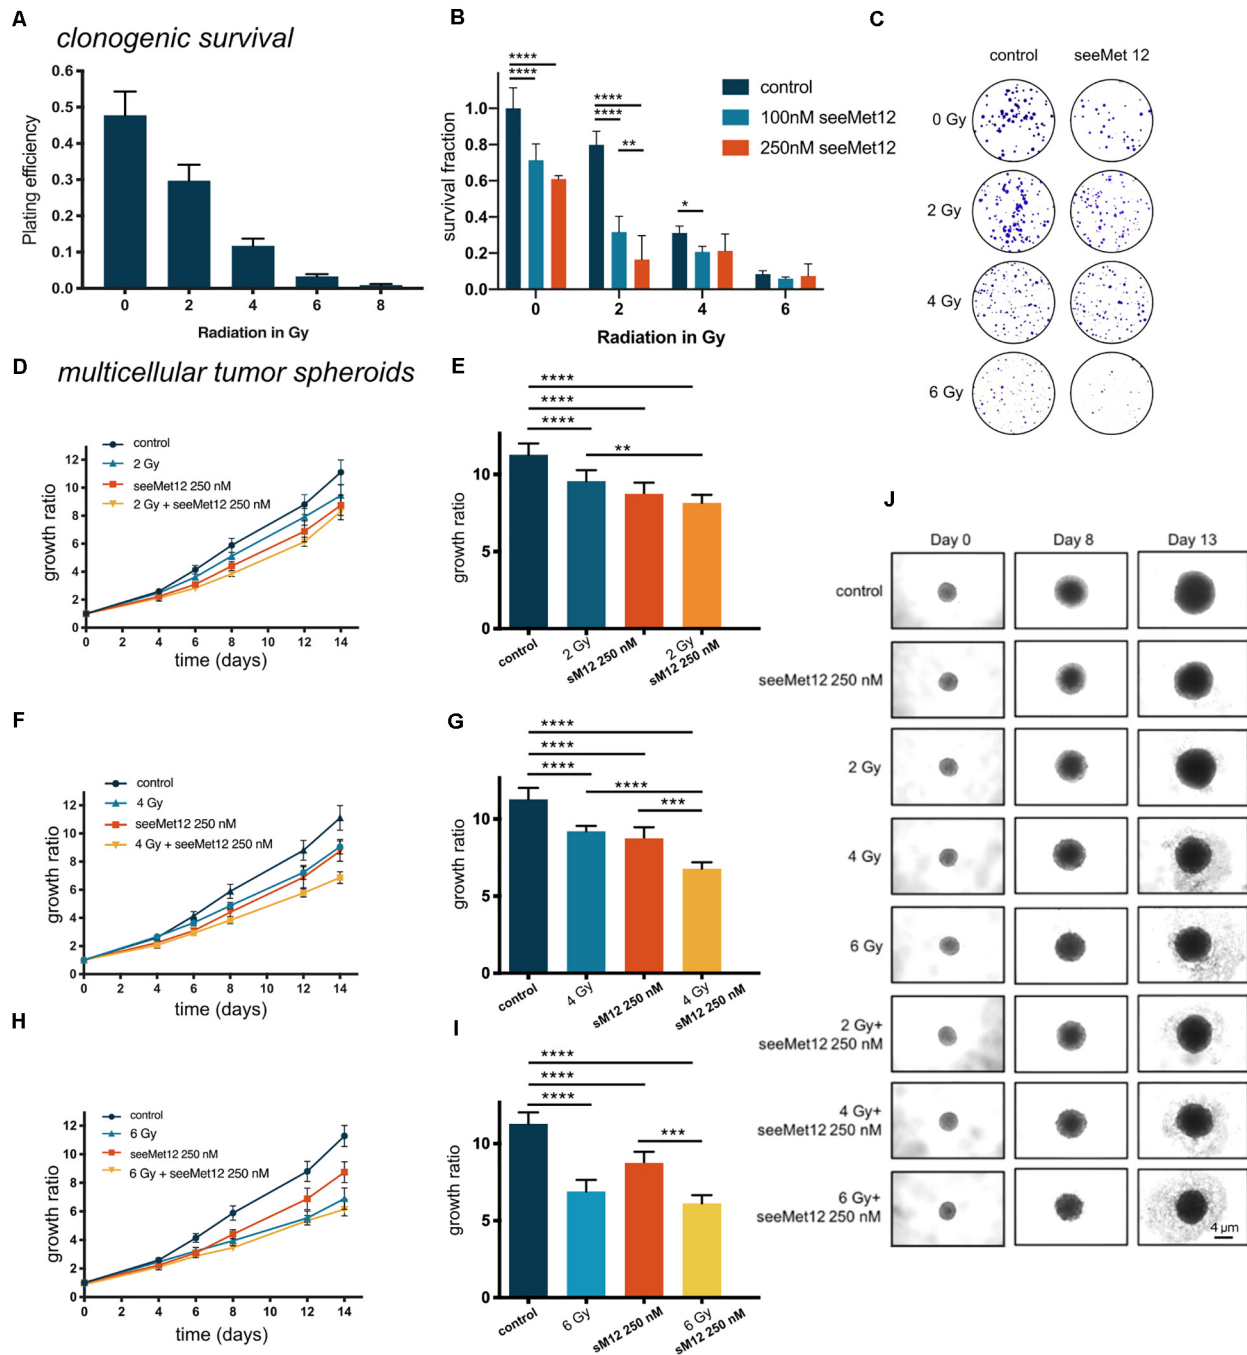 A
clonogenic survival
0.6
0.5
0.4
0.3
0.2
0.1
0.0
Plating efficiency
0 2 4 6 8
Radiation in Gy
B
****
****
****
****
**
*
control
100nM seeMet12
250nM seeMet12
1.0
0.8
0.6
0.4
0.2
0.0
survival fraction
0 2 4 6
Radiation in Gy
C
control seeMet 12
0 Gy
2 Gy
4 Gy
6 Gy
D
multicellular tumor spheroids
control
2 Gy
seeMet12 250 nM
2 Gy + seeMet12 250 nM
12
10
8
6
4
2
0
growth ratio
0 2 4 6 8 10 12 14
time (days)
E
****
****
****
**
10
5
0
growth ratio
control
2 Gy
sM12 250 nM
2 Gy
sM12 250 nM
F
control
4 Gy
seeMet12 250 nM
4 Gy + seeMet12 250 nM
12
10
8
6
4
2
0
growth ratio
0 2 4 6 8 10 12 14
time (days)
G
****
****
****
****
***
10
5
0
growth ratio
control
4 Gy
sM12 250 nM
4 Gy
sM12 250 nM
H
control
6 Gy
seeMet12 250 nM
6 Gy + seeMet12 250 nM
12
10
8
6
4
2
0
growth ratio
0 2 4 6 8 10 12 14
time (days)
I
****
****
****
***
10
5
0
growth ratio
control
6 Gy
sM12 250 nM
6 Gy
sM12 250 nM
J
Day 0 Day 8 Day 13
control
seeMet12 250 nM
2 Gy
4 Gy
6 Gy
2 Gy+
seeMet12 250 nM
4 Gy+
seeMet12 250 nM
6 Gy+
seeMet12 250 nM
4 µm